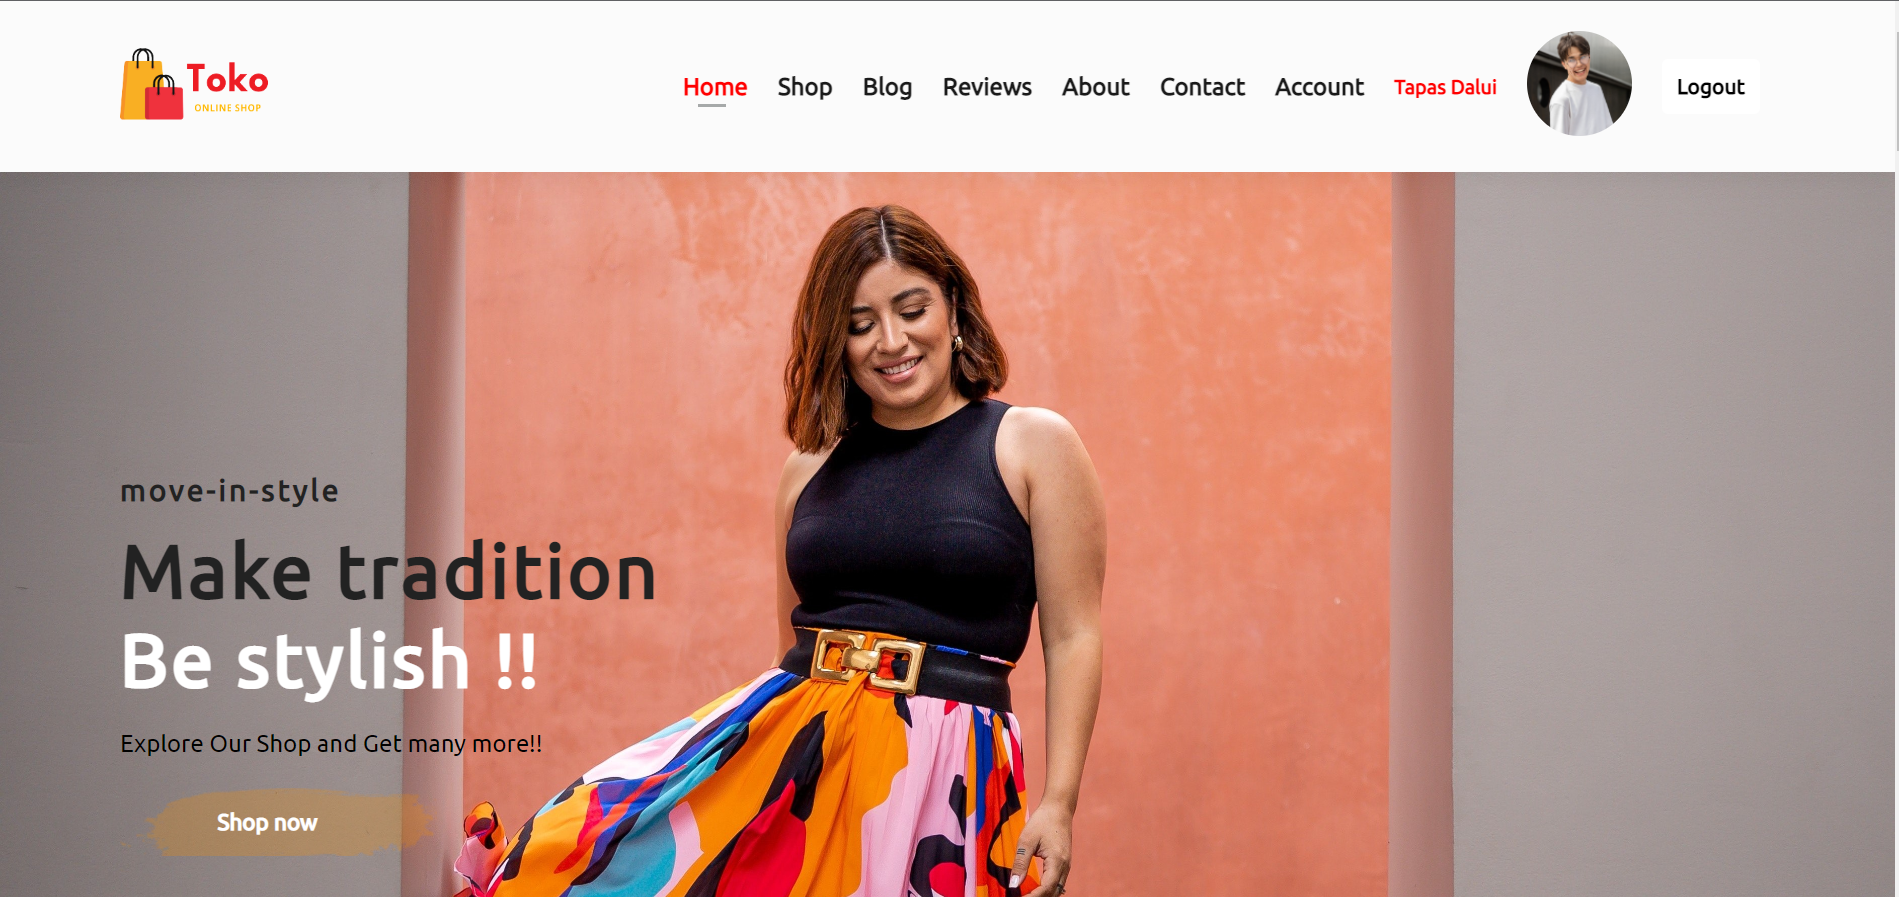 Toko
ONLINE SHOP
Home Shop Blog Reviews About Contact Account Tapas Dalui Logout
move-in-style
Make tradition
Be stylish !!
Explore Our Shop and Get many more!!
Shop now